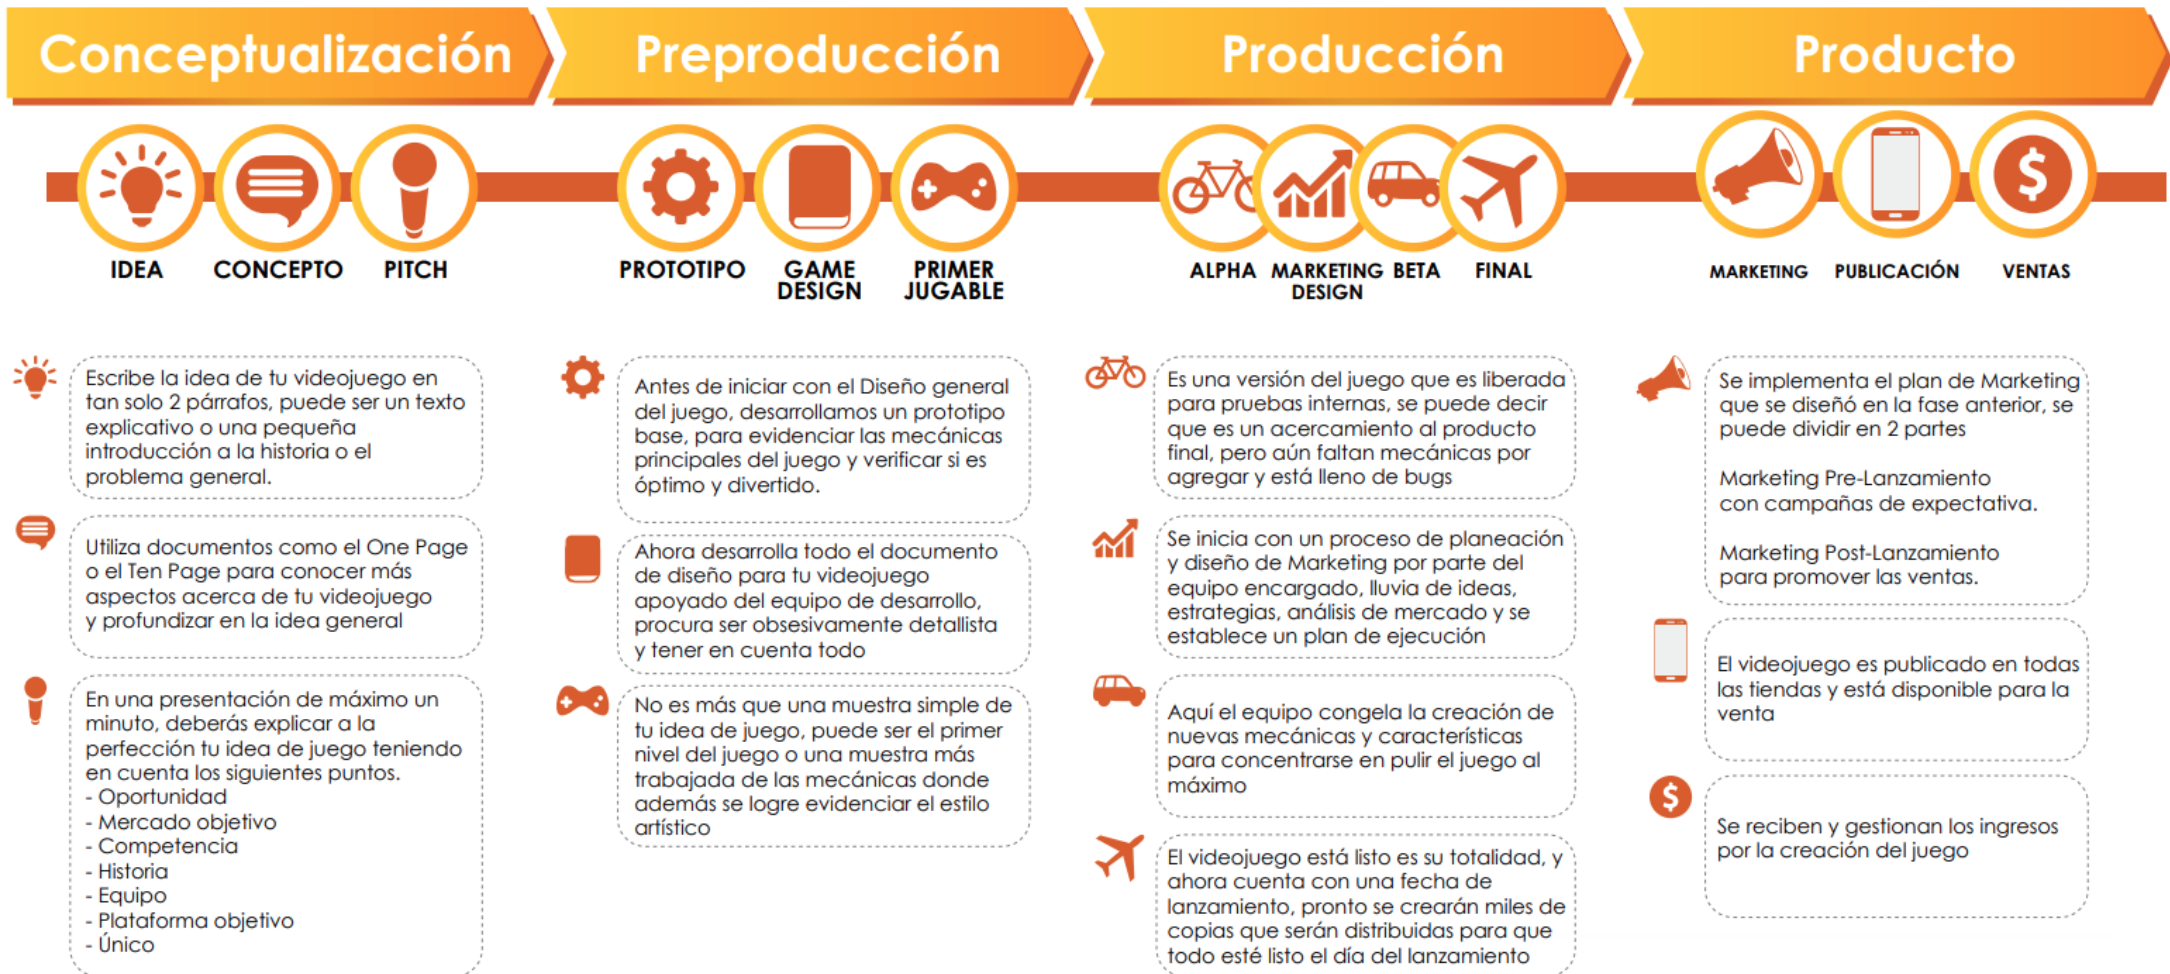 Conceptualización
Preproducción
Producción
Producto
IDEA
CONCEPTO
PITCH
PROTOTIPO
GAME
DESIGN
PRIMER
JUGABLE
ALPHA
MARKETING
DESIGN
BETA
FINAL
MARKETING
PUBLICACIÓN
VENTAS
Escribe la idea de tu videojuego en
tan solo 2 párrafos, puede ser un texto
explicativo o una pequeña
introducción a la historia o el
problema general.
Utiliza documentos como el One Page
o el Ten Page para conocer más
aspectos acerca de tu videojuego
y profundizar en la idea general
En una presentación de máximo un
minuto, deberás explicar a la
perfección tu idea de juego teniendo
en cuenta los siguientes puntos.
- Oportunidad
- Mercado objetivo
- Competencia
- Historia
- Equipo
- Plataforma objetivo
- Único
Antes de iniciar con el Diseño general
del juego, desarrollamos un prototipo
base, para evidenciar las mecánicas
principales del juego y verificar si es
óptimo y divertido.
Ahora desarrolla todo el documento
de diseño para tu videojuego
apoyado del equipo de desarrollo,
procura ser obsesivamente detallista
y tener en cuenta todo
No es más que una muestra simple de
tu idea de juego, puede ser el primer
nivel del juego o una muestra más
trabajada de las mecánicas donde
además se logre evidenciar el estilo
artístico
Es una versión del juego que es liberada
para pruebas internas, se puede decir
que es un acercamiento al producto
final, pero aún faltan mecánicas por
agregar y está lleno de bugs
Se inicia con un proceso de planeación
y diseño de Marketing por parte del
equipo encargado, lluvia de ideas,
estrategias, análisis de mercado y se
establece un plan de ejecución
Aquí el equipo congela la creación de
nuevas mecánicas y características
para concentrarse en pulir el juego al
máximo
El videojuego está listo es su totalidad, y
ahora cuenta con una fecha de
lanzamiento, pronto se crearán miles de
copias que serán distribuidas para que
todo esté listo el día del lanzamiento
Se implementa el plan de Marketing
que se diseñó en la fase anterior, se
puede dividir en 2 partes
Marketing Pre-Lanzamiento
con campañas de expectativa.
Marketing Post-Lanzamiento
para promover las ventas.
El videojuego es publicado en todas
las tiendas y está disponible para la
venta
Se reciben y gestionan los ingresos
por la creación del juego